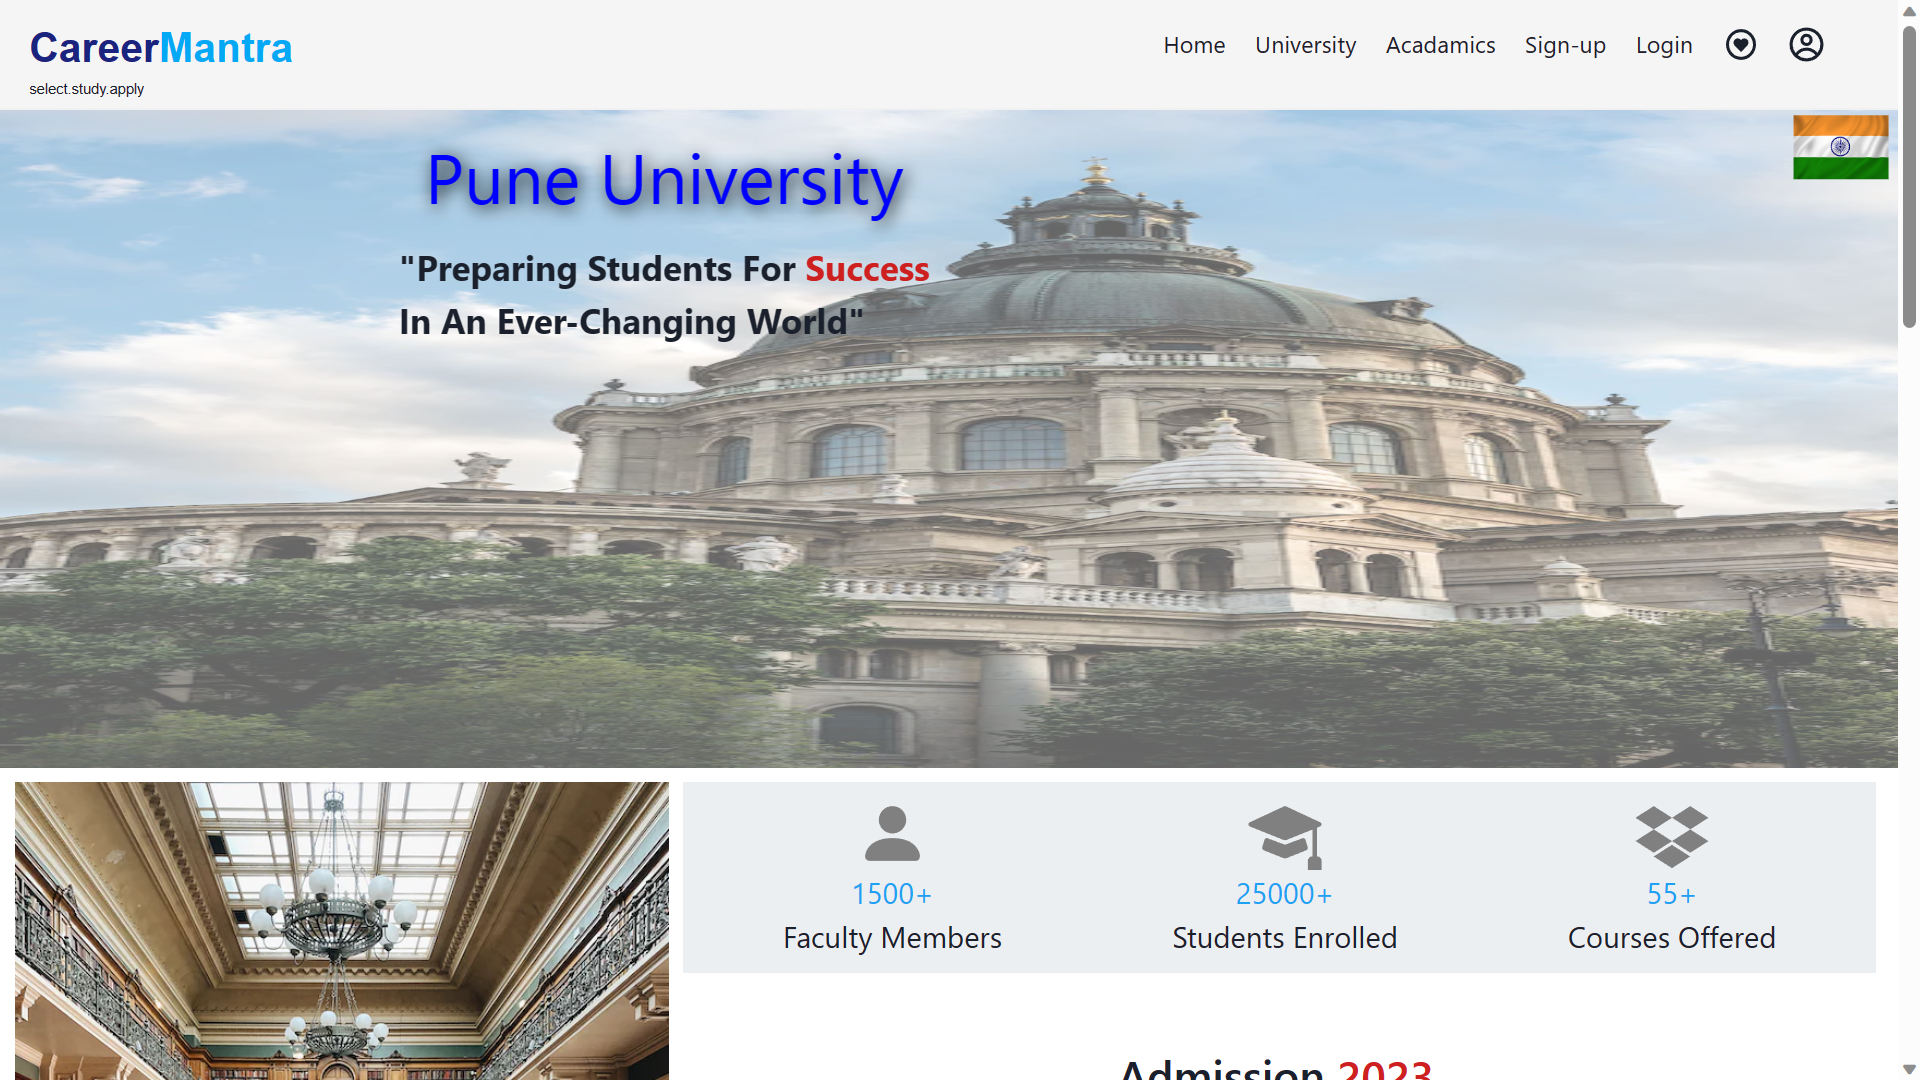 CareerMantra
select.study.apply
Home University Acadamics Sign-up Login
Pune University
"Preparing Students For Success
In An Ever-Changing World"
1500+ 25000+ 55+
Faculty Members Students Enrolled Courses Offered
Admission 2023